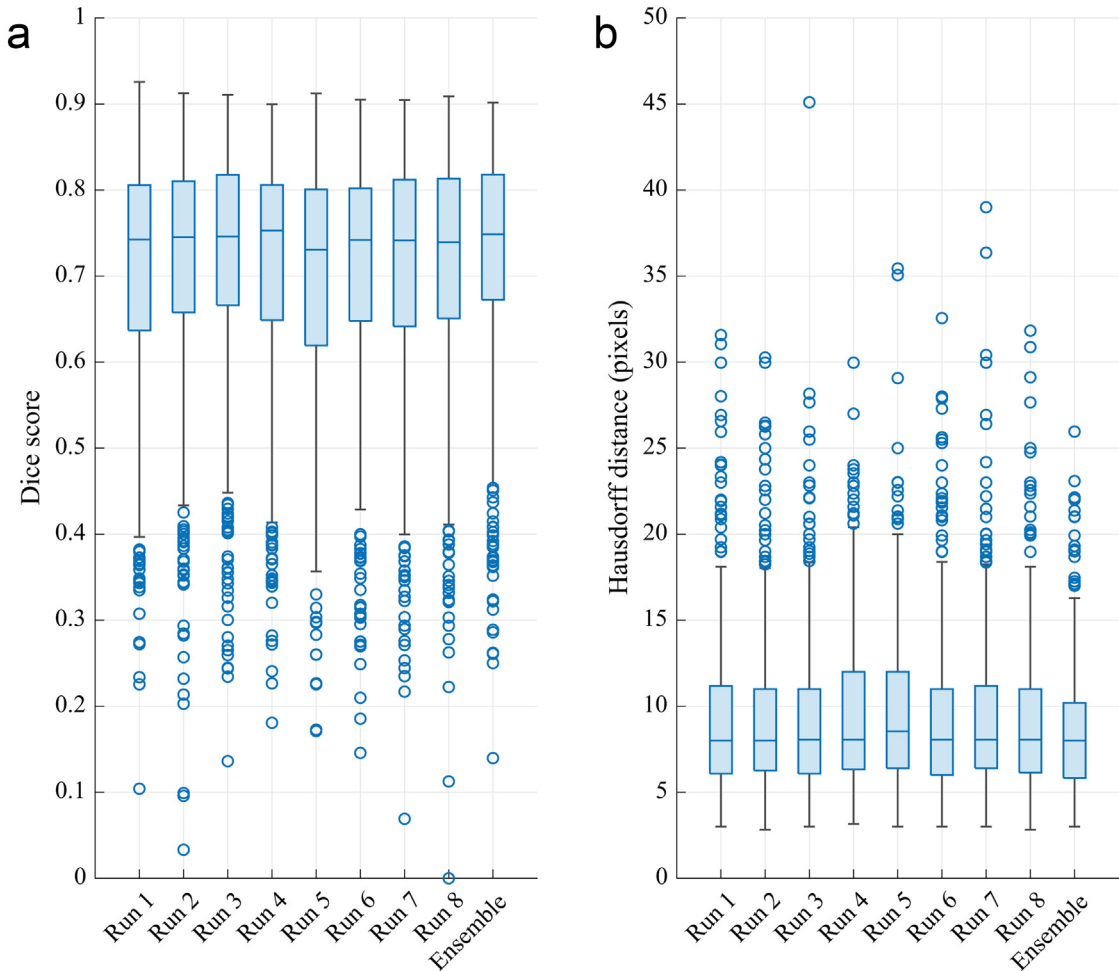 a
1
0.9
0.8
0.7
0.6
0.5
0.4
0.3
0.2
0.1
0
Dice score
Run 1
Run 2
Run 3
Run 4
Run 5
Run 6
Run 7
Run 8
Ensemble
b
50
45
40
35
30
25
20
15
10
5
0
Hausdorff distance (pixels)
Run 1
Run 2
Run 3
Run 4
Run 5
Run 6
Run 7
Run 8
Ensemble